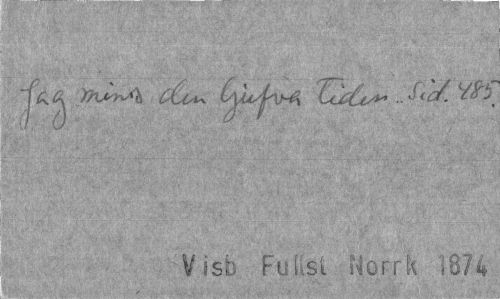 Jag minns den ljufva tiden.. Sid. 485.
Visb Fullst Norrk 1874